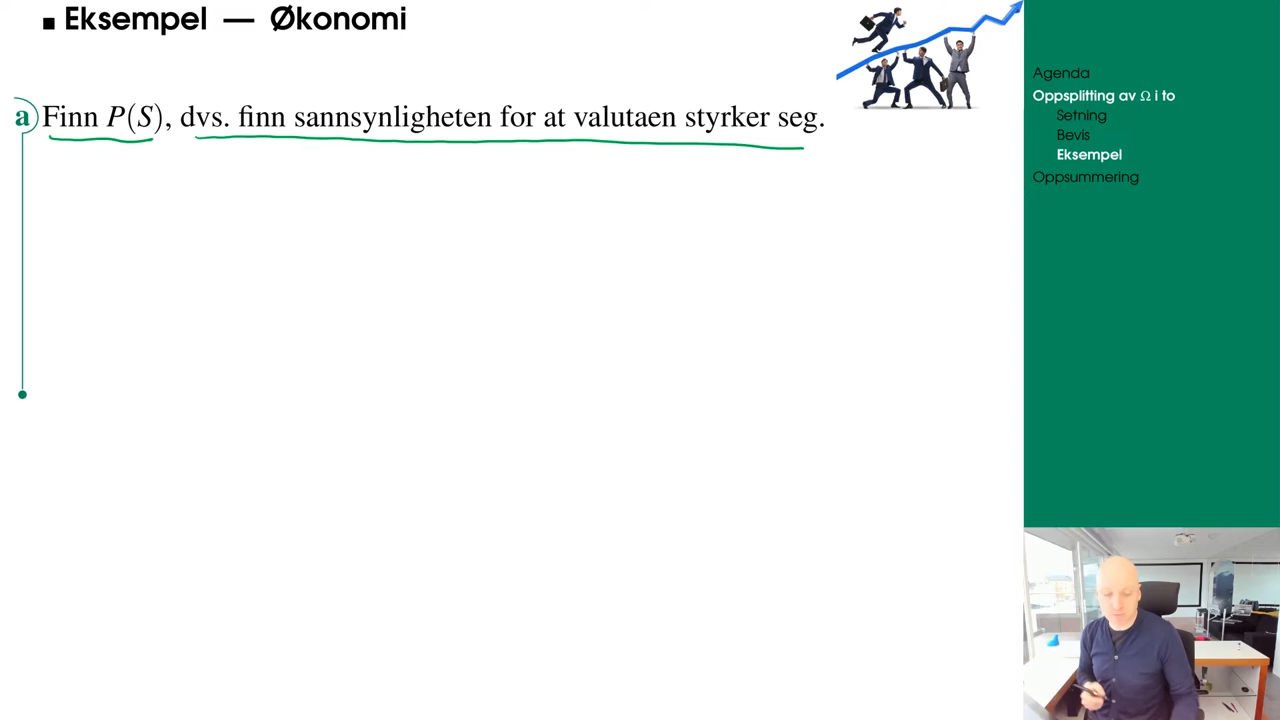 Eksempel — Økonomi
a Finn P(S), dvs. finn sannsynligheten for at valutaen styrker seg.
Agenda
Oppsplitting av Ω i to
Setning
Bevis
Eksempel
Oppsummering